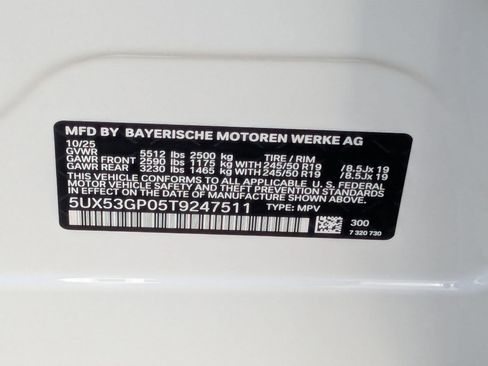 MFD BY BAYERISCHE MOTOREN WERKE AG
10/25
GVWR 5512 lbs 2500 kg TIRE / RIM
GAWR FRONT 2590 lbs 1175 kg WITH 245/50 R19 /8.5Jx 19
GAWR REAR 3230 lbs 1465 kg WITH 245/50 R19 /8.5Jx 19
THIS VEHICLE CONFORMS TO ALL APPLICABLE U. S. FEDERAL
MOTOR VEHICLE SAFETY AND THEFT PREVENTION STANDARDS
IN EFFECT ON THE DATE OF MANUFACTURE SHOWN ABOVE.
5UX53GP05T9247511 TYPE: MPV
300
7 320 730